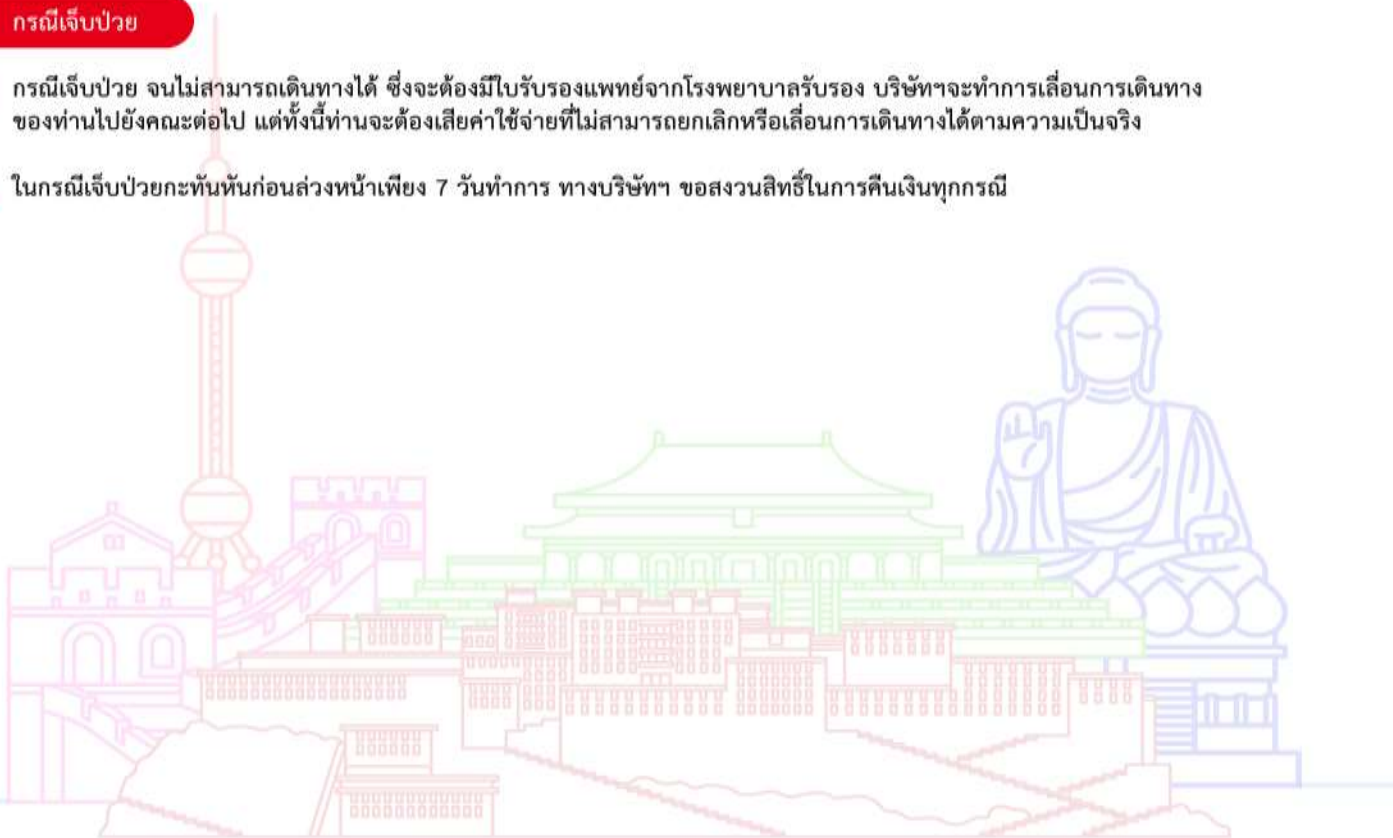 กรณีเจ็บป่วย
กรณีเจ็บป่วย จนไม่สามารถเดินทางได้ ซึ่งจะต้องมีใบรับรองแพทย์จากโรงพยาบาลรับรอง บริษัทฯจะทำการเลื่อนการเดินทาง
ของท่านไปยังคณะต่อไป แต่ทั้งนี้ท่านจะต้องเสียค่าใช้จ่ายที่ไม่สามารถยกเลิกหรือเลื่อนการเดินทางได้ตามความเป็นจริง
ในกรณีเจ็บป่วยกะทันหันก่อนล่วงหน้าเพียง 7 วันทำการ ทางบริษัทฯ ขอสงวนสิทธิ์ในการคืนเงินทุกกรณี